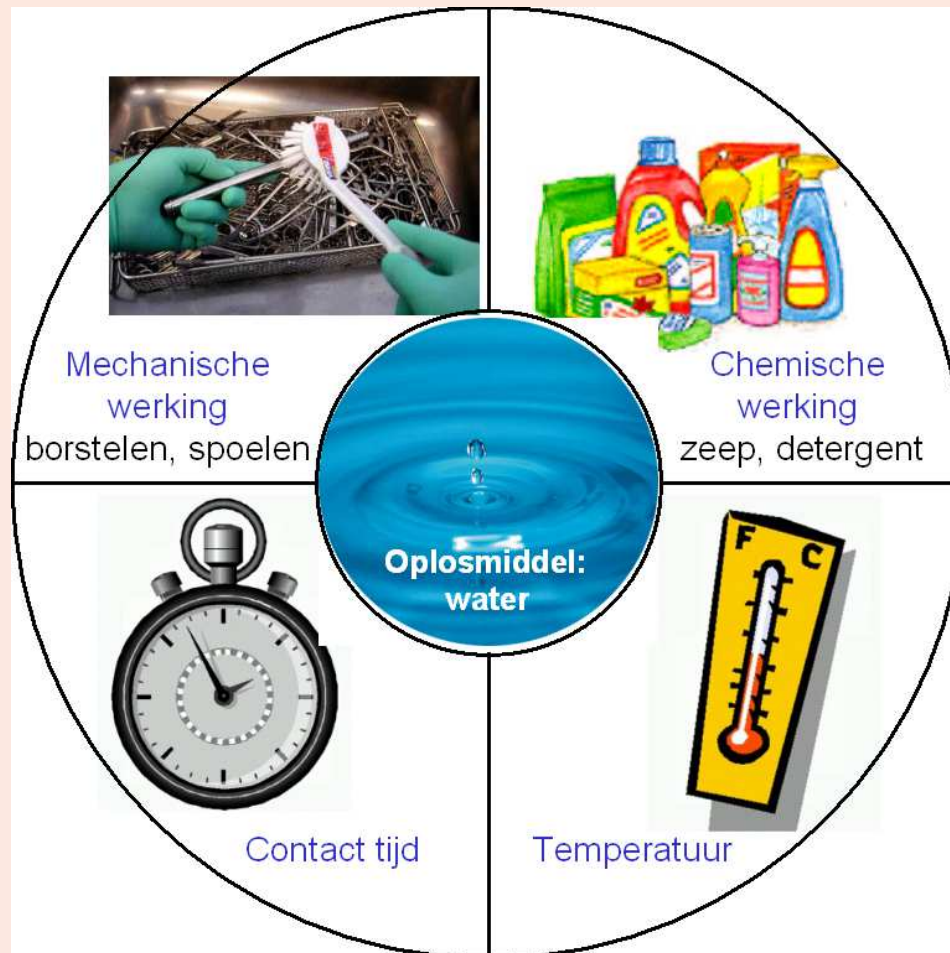 Mechanische
werking
borstelen, spoelen
Chemische
werking
zeep, detergent
Oplosmiddel:
water
F C
Contact tijd
Temperatuur